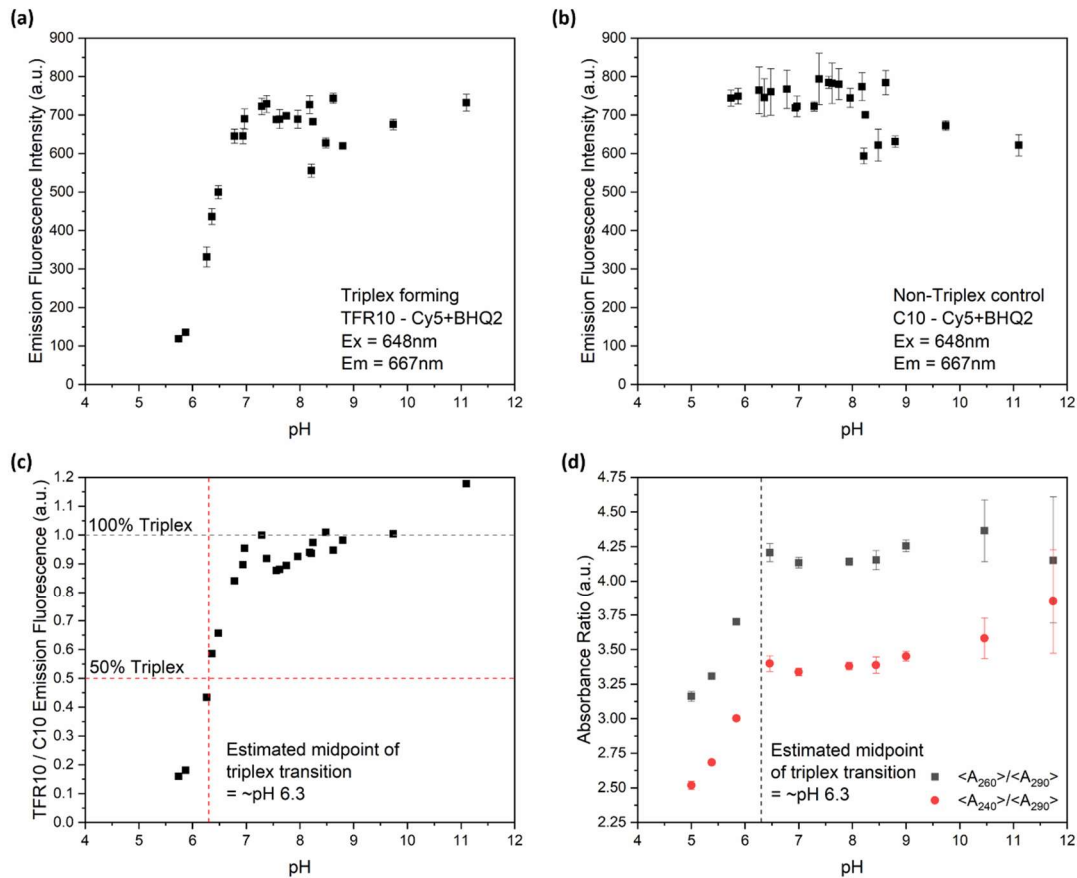 (a)
900
800
700
600
500
400
300
200
100
0
Emission Fluorescence Intensity (a.u.)
Triplex forming
TFR10 - Cy5+BHQ2
Ex = 648nm
Em = 667nm
4 5 6 7 8 9 10 11 12
pH
(b)
900
800
700
600
500
400
300
200
100
0
Emission Fluorescence Intensity (a.u.)
Non-Triplex control
C10 - Cy5+BHQ2
Ex = 648nm
Em = 667nm
4 5 6 7 8 9 10 11 12
pH
(c)
1.2
1.1
1.0
0.9
0.8
0.7
0.6
0.5
0.4
0.3
0.2
0.1
0.0
TFR10 / C10 Emission Fluorescence (a.u.)
100% Triplex
50% Triplex
Estimated midpoint of
triplex transition
= ~pH 6.3
4 5 6 7 8 9 10 11 12
pH
(d)
4.75
4.50
4.25
4.00
3.75
3.50
3.25
3.00
2.75
2.50
2.25
Absorbance Ratio (a.u.)
Estimated midpoint
of triplex transition
= ~pH 6.3
<A260>/<A290>
<A240>/<A290>
4 5 6 7 8 9 10 11 12
pH